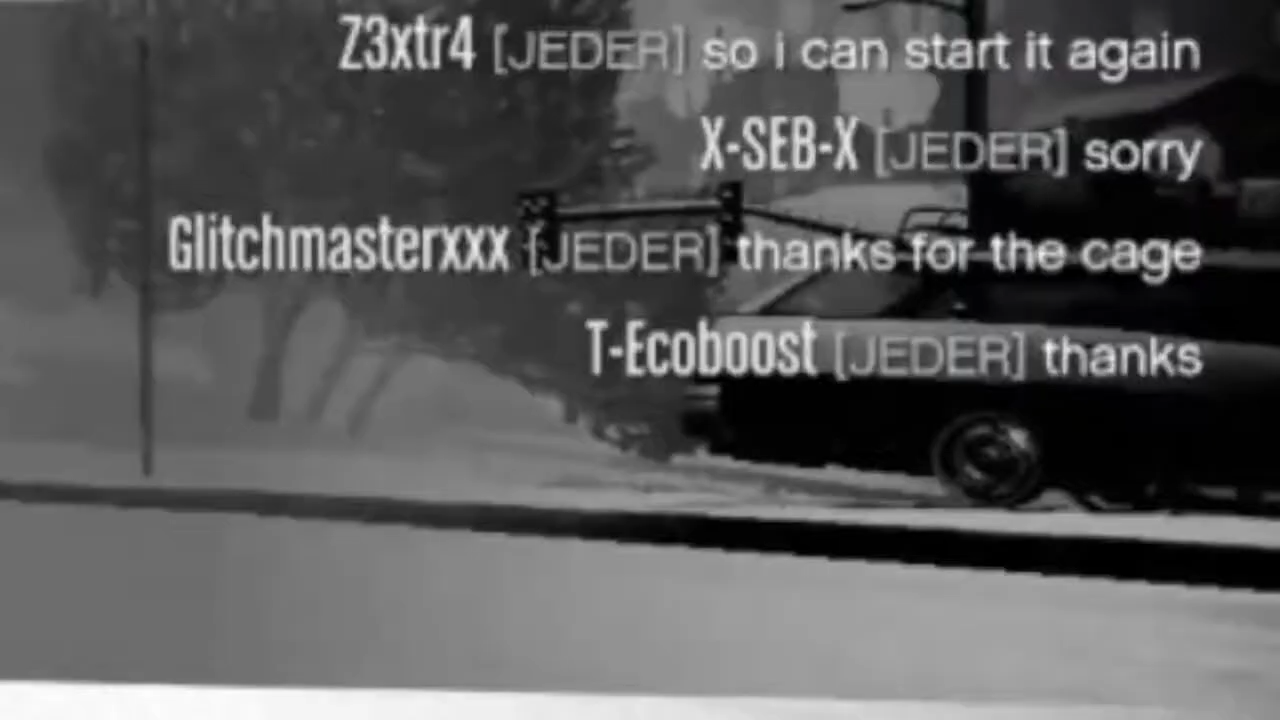 Z3xtr4 [JEDER] so i can start it again
X-SEB-X [JEDER] sorry
Glitchmasterxxx [JEDER] thanks for the cage
T-Ecoboost [JEDER] thanks